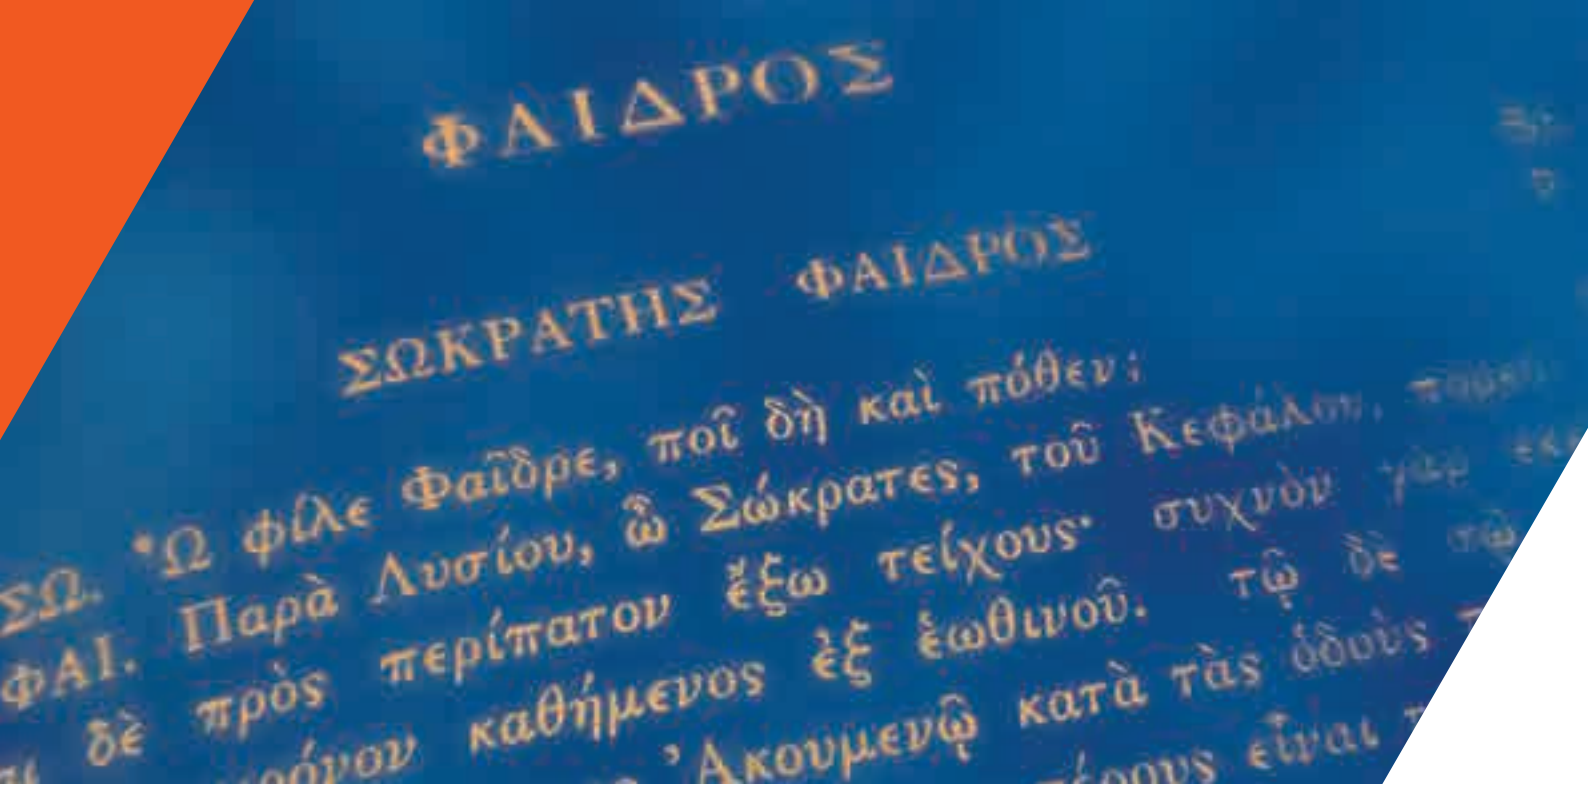 ΦΑΙΔΡΟΣ
ΣΩΚΡΑΤΗΣ ΦΑΙΔΡΟΣ
ΣΩ. Ὦ φίλε Φαῖδρε, ποῖ δὴ καὶ πόθεν;
ΦΑΙ. Παρὰ Λυσίου, ὦ Σώκρατες, τοῦ Κεφάλου,
δὲ πρὸς περίπατον ἔξω τείχους· συχνὸν γὰρ
καθήμενος ἐξ ἑωθινοῦ. τῷ δὲ
Ἀκουμενῷ κατὰ τὰς ὁδοὺς
εἶναι